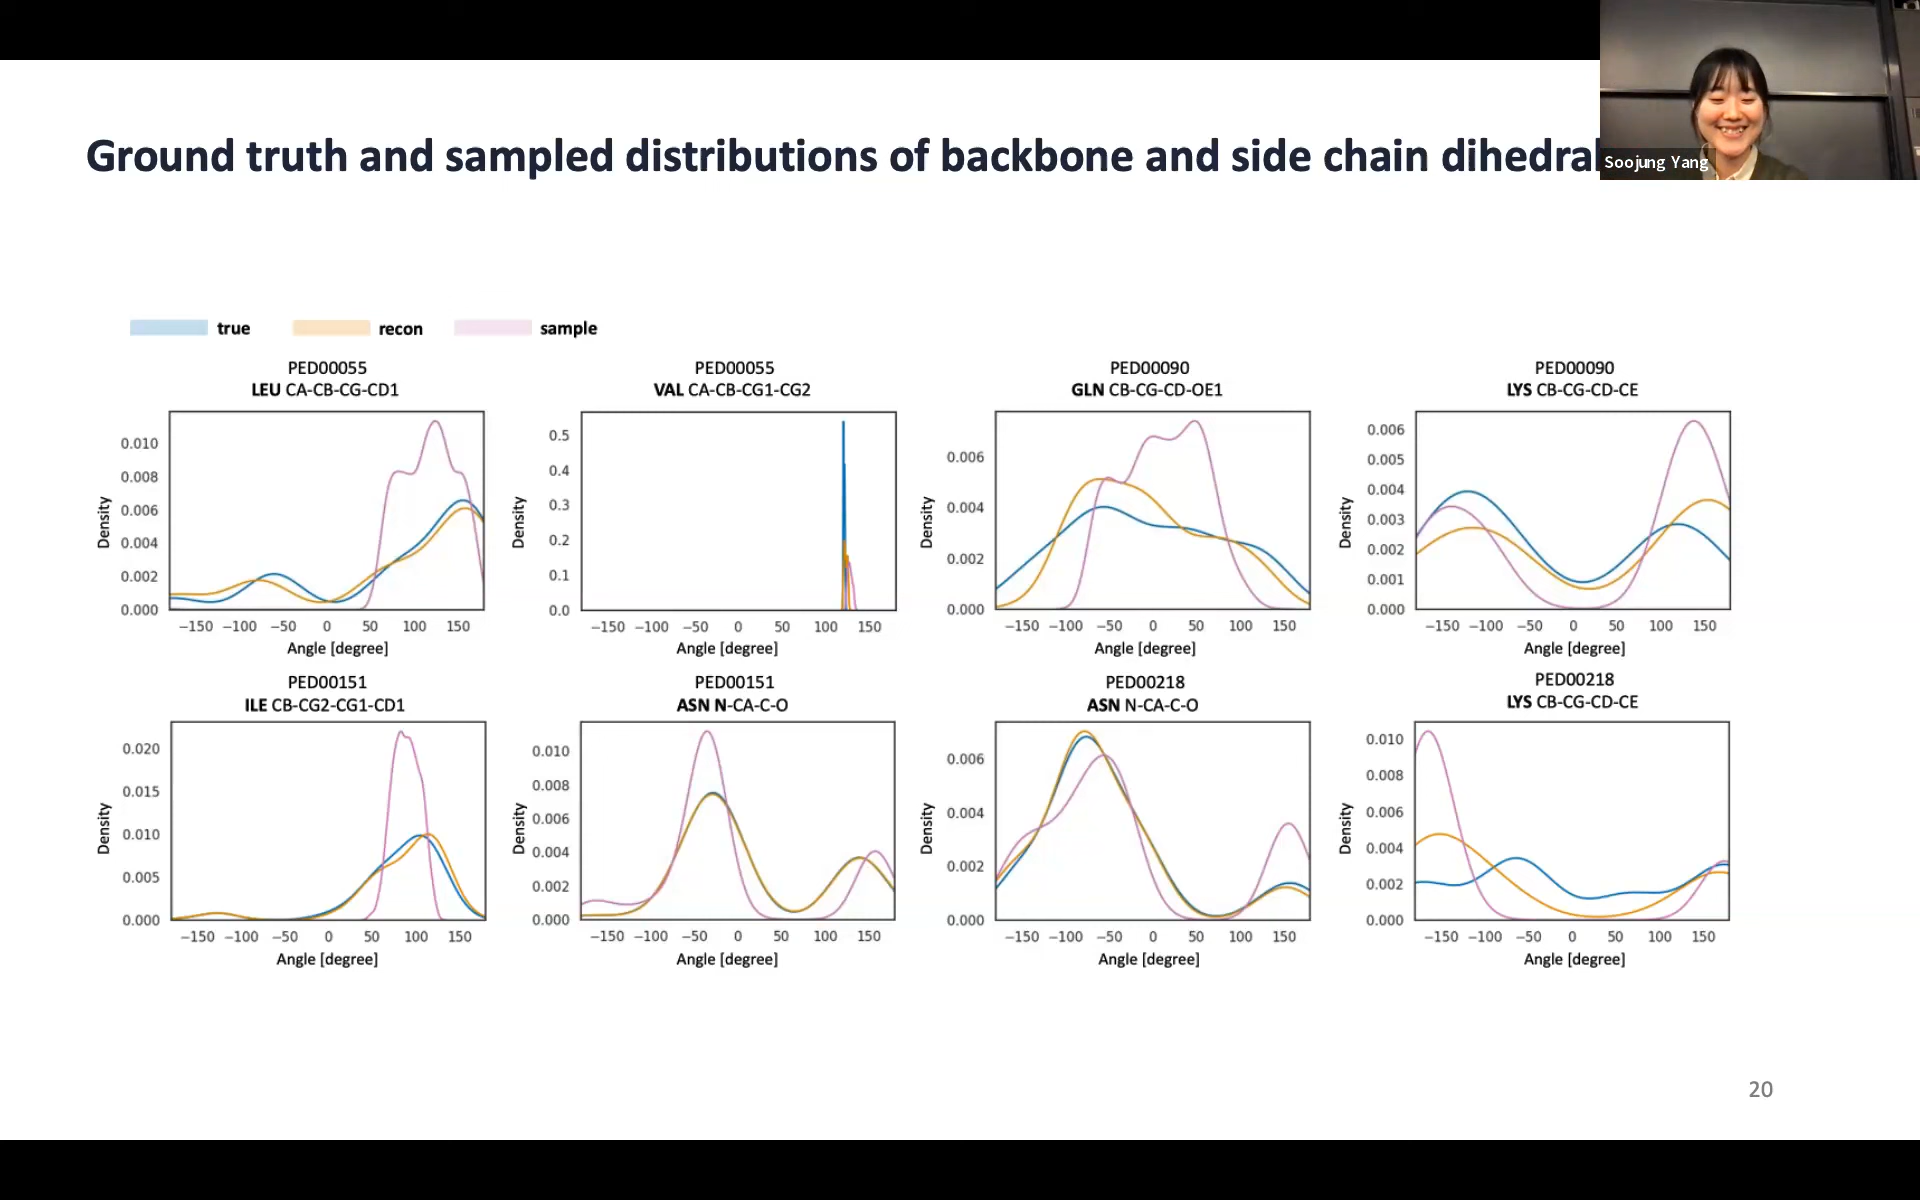 Ground truth and sampled distributions of backbone and side chain dihedral
Soojung Yang
true recon sample
PED00055
LEU CA-CB-CG-CD1
0.010
0.008
0.006
0.004
0.002
0.000
Density
−150 −100 −50 0 50 100 150
Angle [degree]
PED00055
VAL CA-CB-CG1-CG2
0.5
0.4
0.3
0.2
0.1
0.0
Density
−150 −100 −50 0 50 100 150
Angle [degree]
PED00090
GLN CB-CG-CD-OE1
0.006
0.004
0.002
0.000
Density
−150 −100 −50 0 50 100 150
Angle [degree]
PED00090
LYS CB-CG-CD-CE
0.006
0.005
0.004
0.003
0.002
0.001
0.000
Density
−150 −100 −50 0 50 100 150
Angle [degree]
PED00151
ILE CB-CG2-CG1-CD1
0.020
0.015
0.010
0.005
0.000
Density
−150 −100 −50 0 50 100 150
Angle [degree]
PED00151
ASN N-CA-C-O
0.010
0.008
0.006
0.004
0.002
0.000
Density
−150 −100 −50 0 50 100 150
Angle [degree]
PED00218
ASN N-CA-C-O
0.006
0.004
0.002
0.000
Density
−150 −100 −50 0 50 100 150
Angle [degree]
PED00218
LYS CB-CG-CD-CE
0.010
0.008
0.006
0.004
0.002
0.000
Density
−150 −100 −50 0 50 100 150
Angle [degree]
20